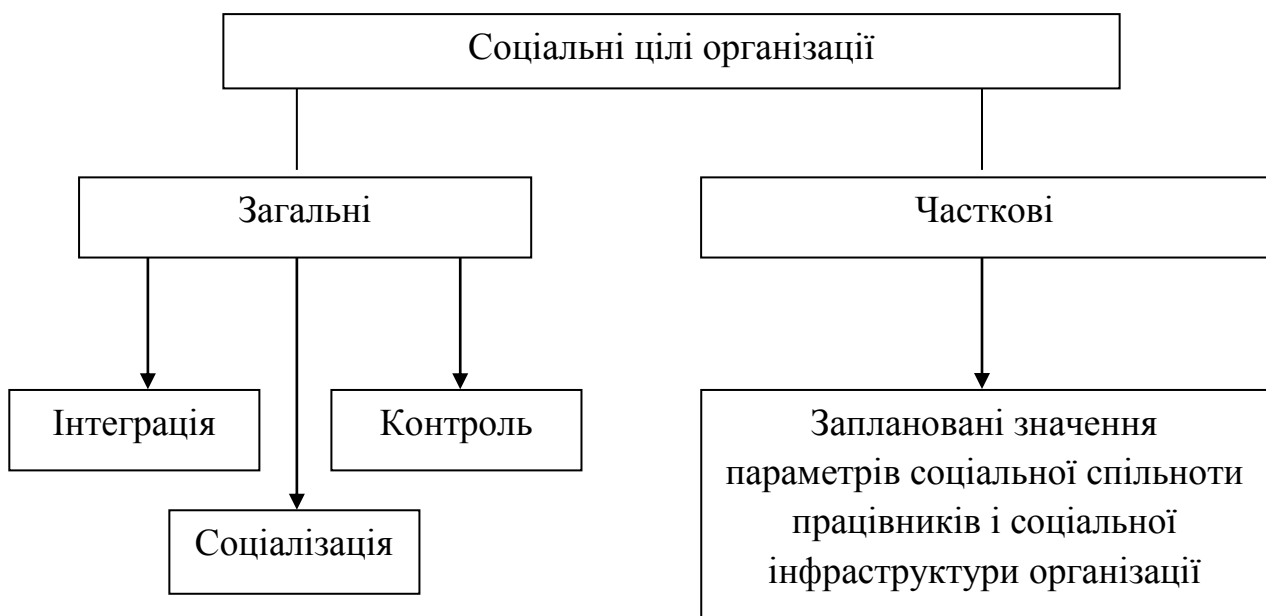 Соціальні цілі організації
Загальні
Часткові
Інтеграція
Контроль
Соціалізація
Заплановані значення
параметрів соціальної спільноти
працівників і соціальної
інфраструктури організації